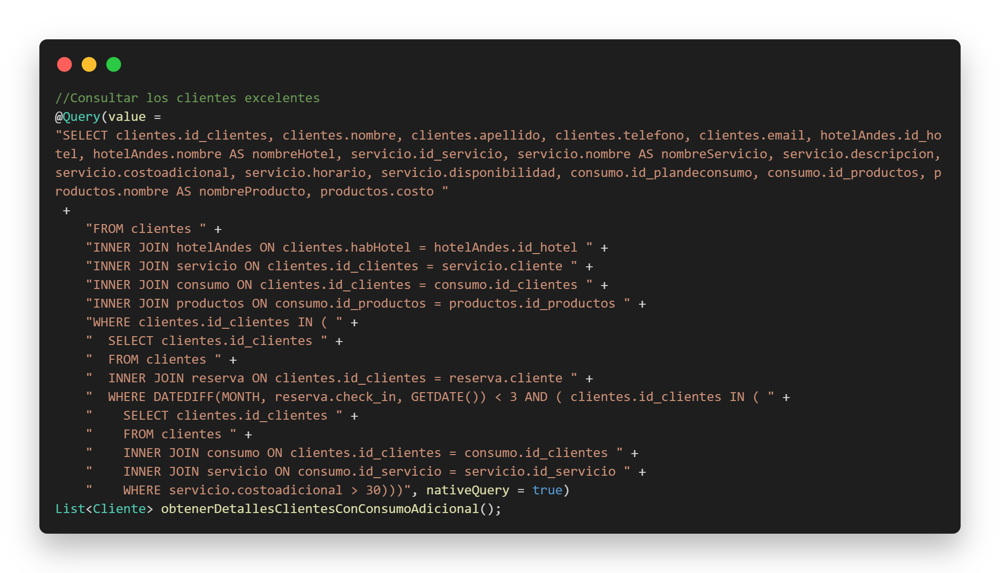 //Consultar los clientes excelentes
@Query(value =
"SELECT clientes.id_clientes, clientes.nombre, clientes.apellido, clientes.telefono, clientes.email, hotelAndes.id_ho
tel, hotelAndes.nombre AS nombreHotel, servicio.id_servicio, servicio.nombre AS nombreServicio, servicio.descripcion,
servicio.costoadicional, servicio.horario, servicio.disponibilidad, consumo.id_plandeconsumo, consumo.id_productos, p
roductos.nombre AS nombreProducto, productos.costo "
 +
    "FROM clientes " +
    "INNER JOIN hotelAndes ON clientes.habHotel = hotelAndes.id_hotel " +
    "INNER JOIN servicio ON clientes.id_clientes = servicio.cliente " +
    "INNER JOIN consumo ON clientes.id_clientes = consumo.id_clientes " +
    "INNER JOIN productos ON consumo.id_productos = productos.id_productos " +
    "WHERE clientes.id_clientes IN ( " +
    "  SELECT clientes.id_clientes " +
    "  FROM clientes " +
    "  INNER JOIN reserva ON clientes.id_clientes = reserva.cliente " +
    "  WHERE DATEDIFF(MONTH, reserva.check_in, GETDATE()) < 3 AND ( clientes.id_clientes IN ( " +
    "    SELECT clientes.id_clientes " +
    "    FROM clientes " +
    "    INNER JOIN consumo ON clientes.id_clientes = consumo.id_clientes " +
    "    INNER JOIN servicio ON consumo.id_servicio = servicio.id_servicio " +
    "    WHERE servicio.costoadicional > 30)))", nativeQuery = true)
List<Cliente> obtenerDetallesClientesConConsumoAdicional();